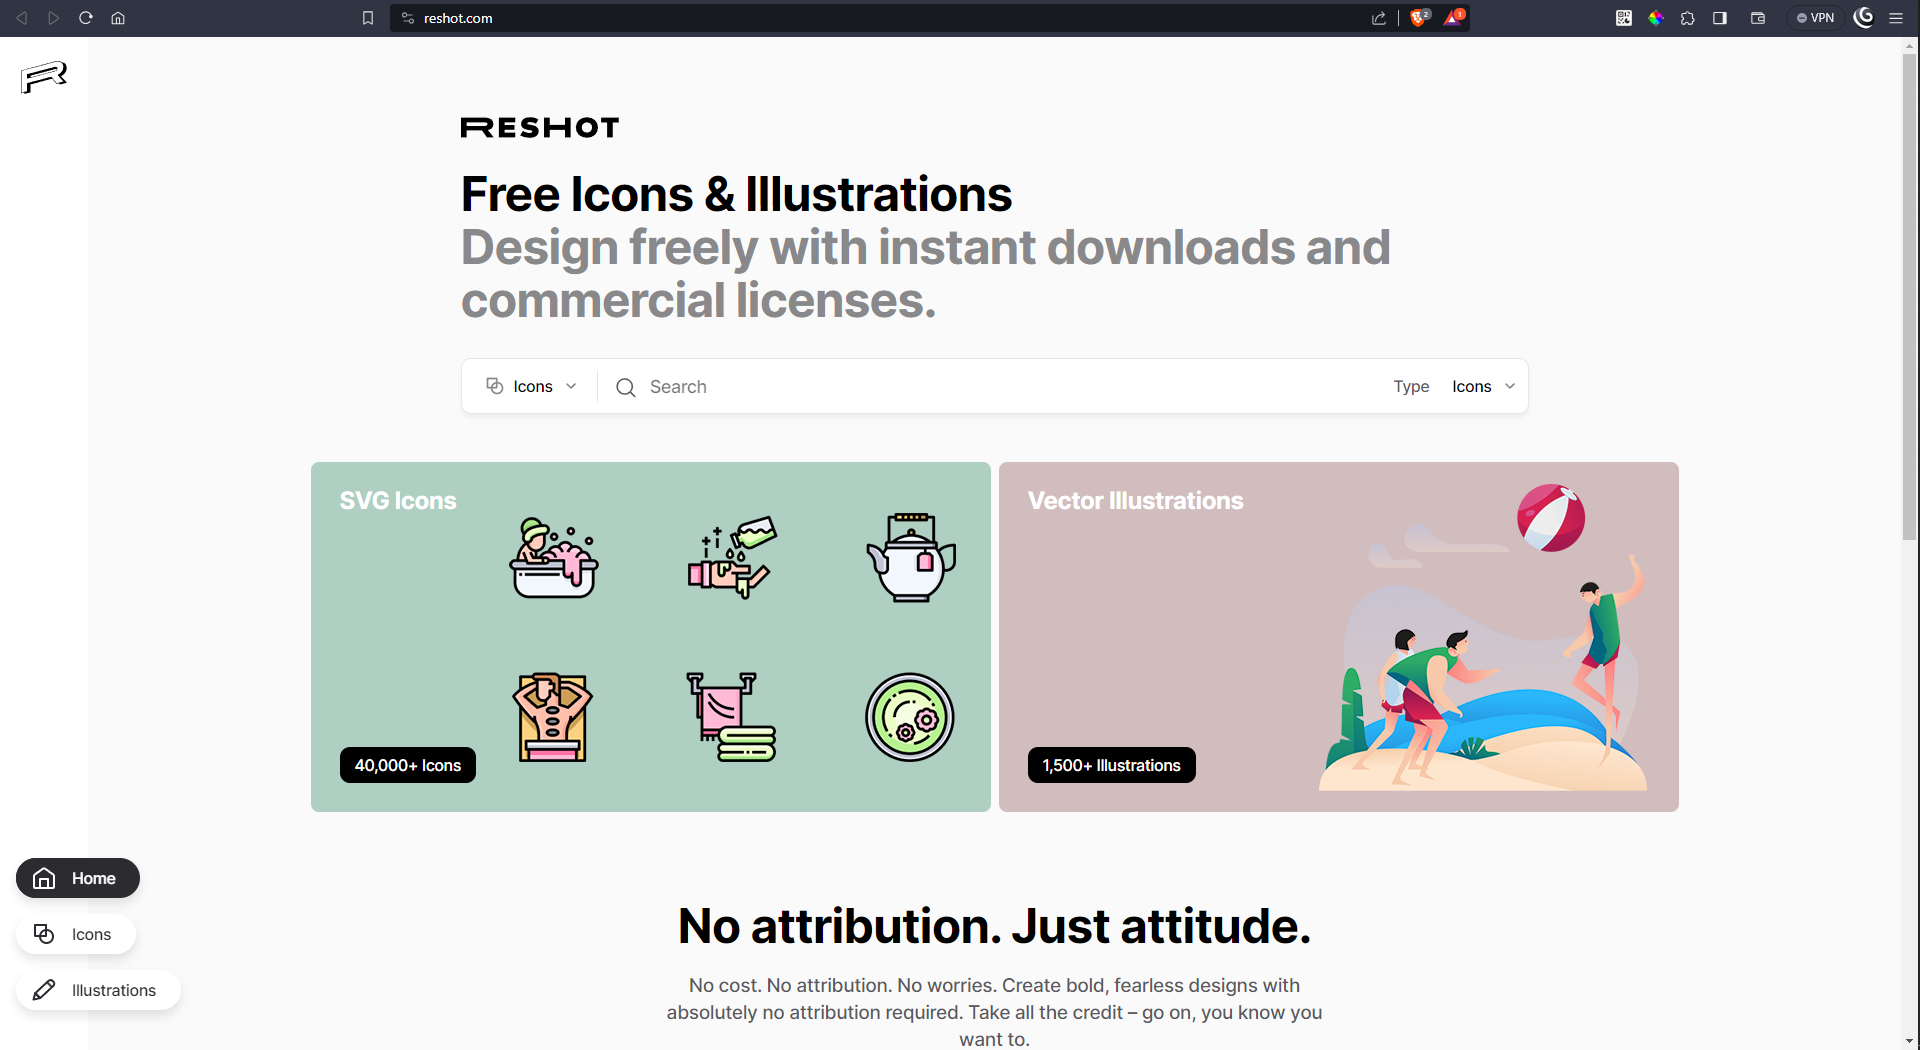 reshot.com
2
1
VPN
RESHOT
Free Icons & Illustrations
Design freely with instant downloads and
commercial licenses.
Icons
Search
Type
Icons
SVG Icons
40,000+ Icons
Vector Illustrations
1,500+ Illustrations
Home
Icons
Illustrations
No attribution. Just attitude.
No cost. No attribution. No worries. Create bold, fearless designs with
absolutely no attribution required. Take all the credit – go on, you know you
want to.